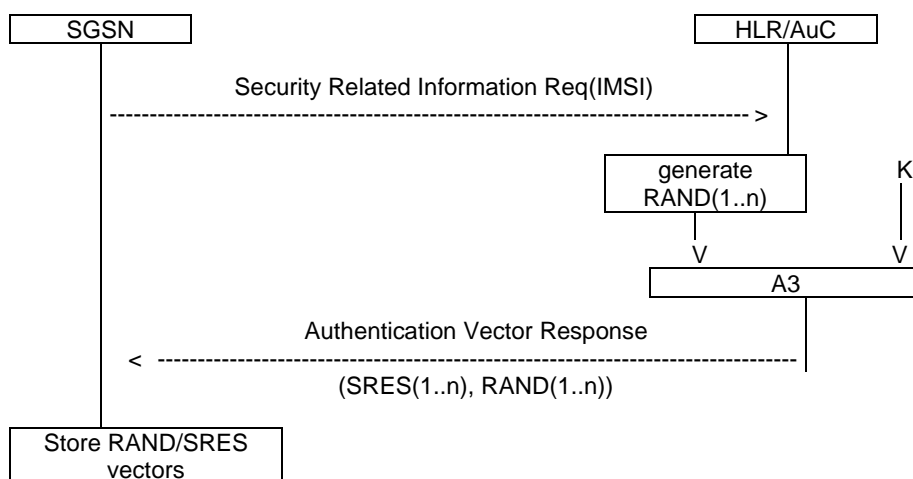 SGSN
HLR/AuC
Security Related Information Req(IMSI)
------------------------------------------------------------------------------- >
generate
RAND(1..n)
K
V
V
A3
Authentication Vector Response
< -------------------------------------------------------------------------------
(SRES(1..n), RAND(1..n))
Store RAND/SRES
vectors